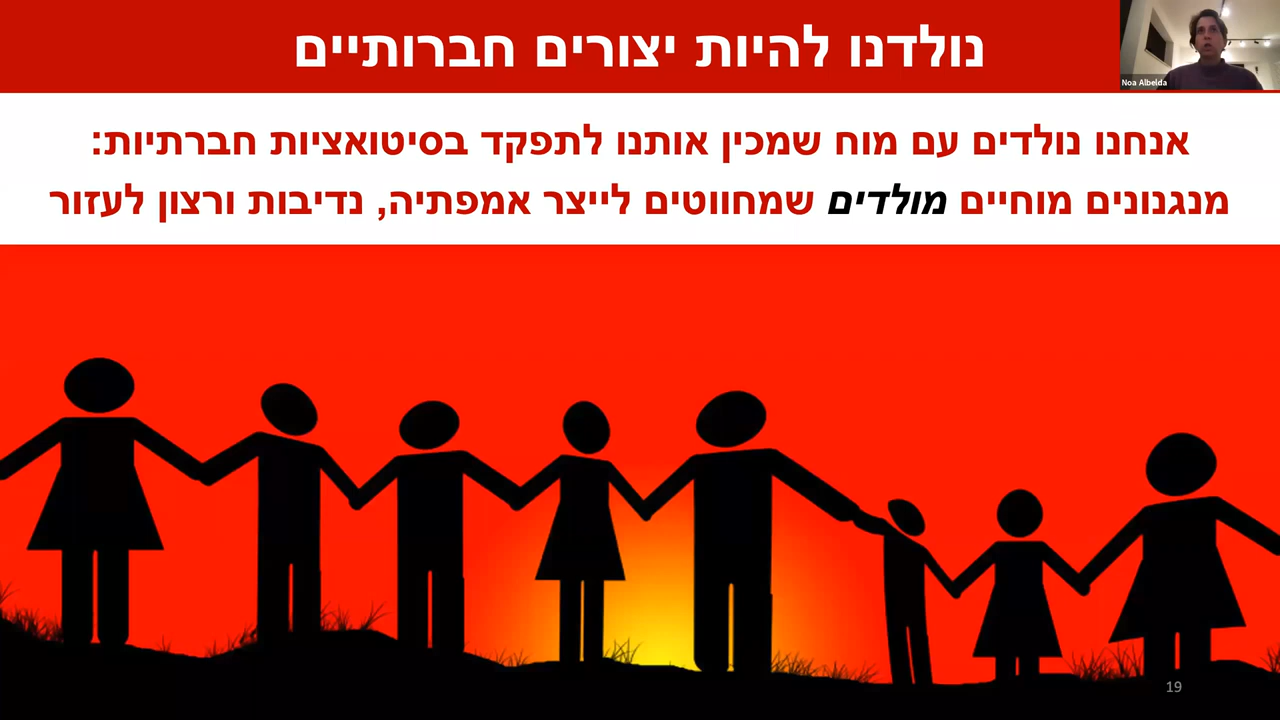 נולדנו להיות יצורים חברותיים
Noa Albelda
אנחנו נולדים עם מוח שמכין אותנו לתפקד בסיטואציות חברתיות:
מנגנונים מוחיים מולדים שמחווטים לייצר אמפתיה, נדיבות ורצון לעזור
19